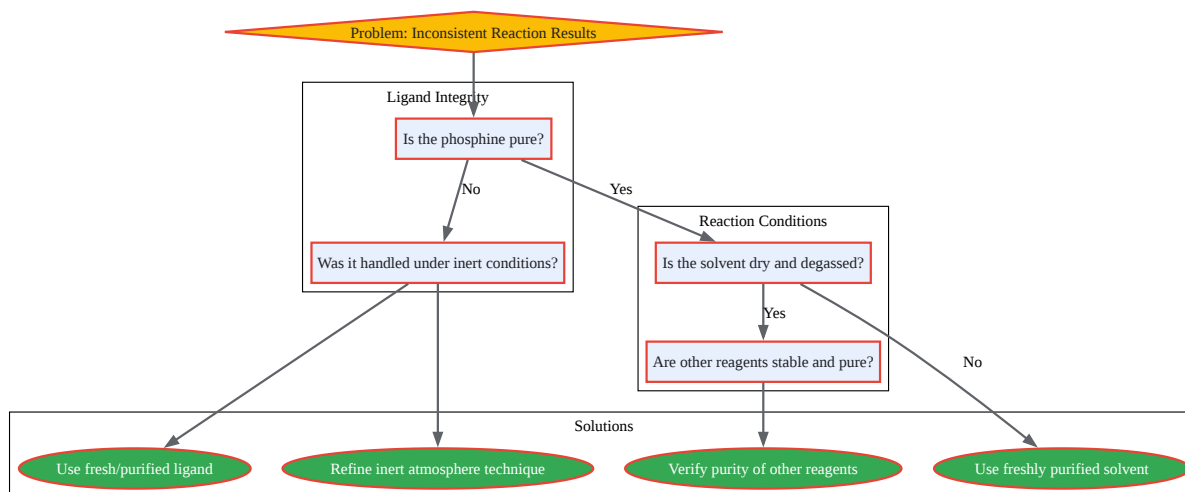 Problem: Inconsistent Reaction Results
Ligand Integrity
Is the phosphine pure?
No
Yes
Reaction Conditions
Was it handled under inert conditions?
Is the solvent dry and degassed?
Yes
Are other reagents stable and pure?
No
Solutions
Use fresh/purified ligand
Refine inert atmosphere technique
Verify purity of other reagents
Use freshly purified solvent